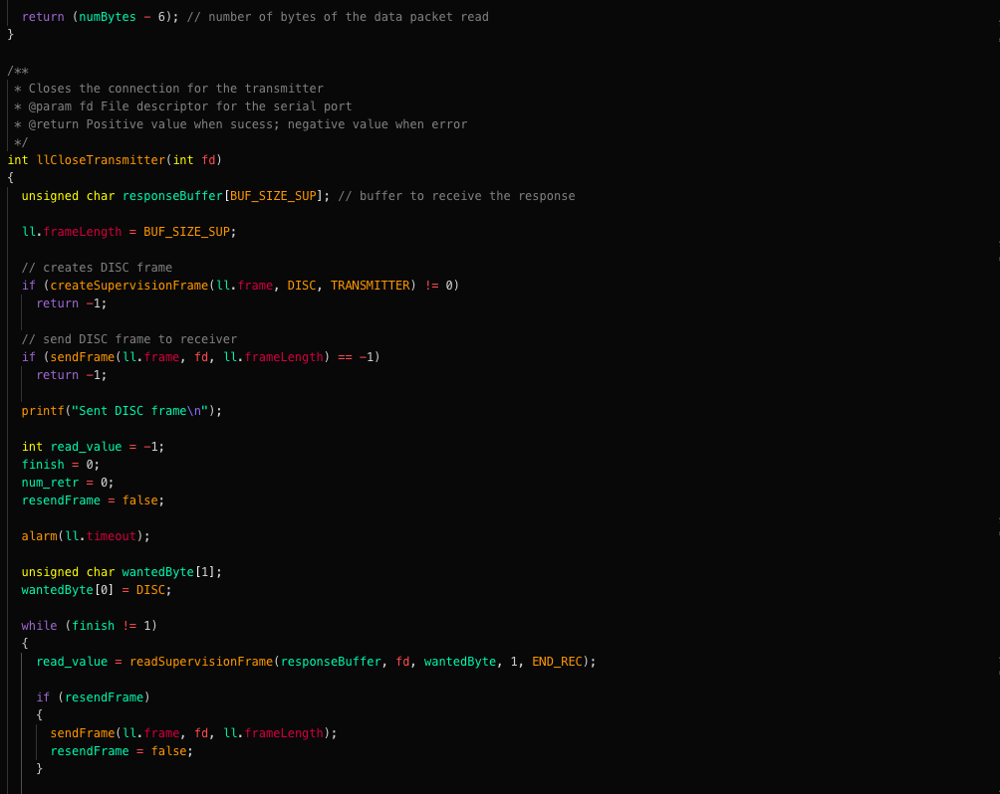 return (numBytes - 6); // number of bytes of the data packet read
}
/**
* Closes the connection for the transmitter
* @param fd File descriptor for the serial port
* @return Positive value when sucess; negative value when error
*/
int llCloseTransmitter(int fd)
{
unsigned char responseBuffer[BUF_SIZE_SUP]; // buffer to receive the response
ll.frameLength = BUF_SIZE_SUP;
// creates DISC frame
if (createSupervisionFrame(ll.frame, DISC, TRANSMITTER) != 0)
return -1;
// send DISC frame to receiver
if (sendFrame(ll.frame, fd, ll.frameLength) == -1)
return -1;
printf("Sent DISC frame\n");
int read_value = -1;
finish = 0;
num_retr = 0;
resendFrame = false;
alarm(ll.timeout);
unsigned char wantedByte[1];
wantedByte[0] = DISC;
while (finish != 1)
{
read_value = readSupervisionFrame(responseBuffer, fd, wantedByte, 1, END_REC);
if (resendFrame)
{
sendFrame(ll.frame, fd, ll.frameLength);
resendFrame = false;
}